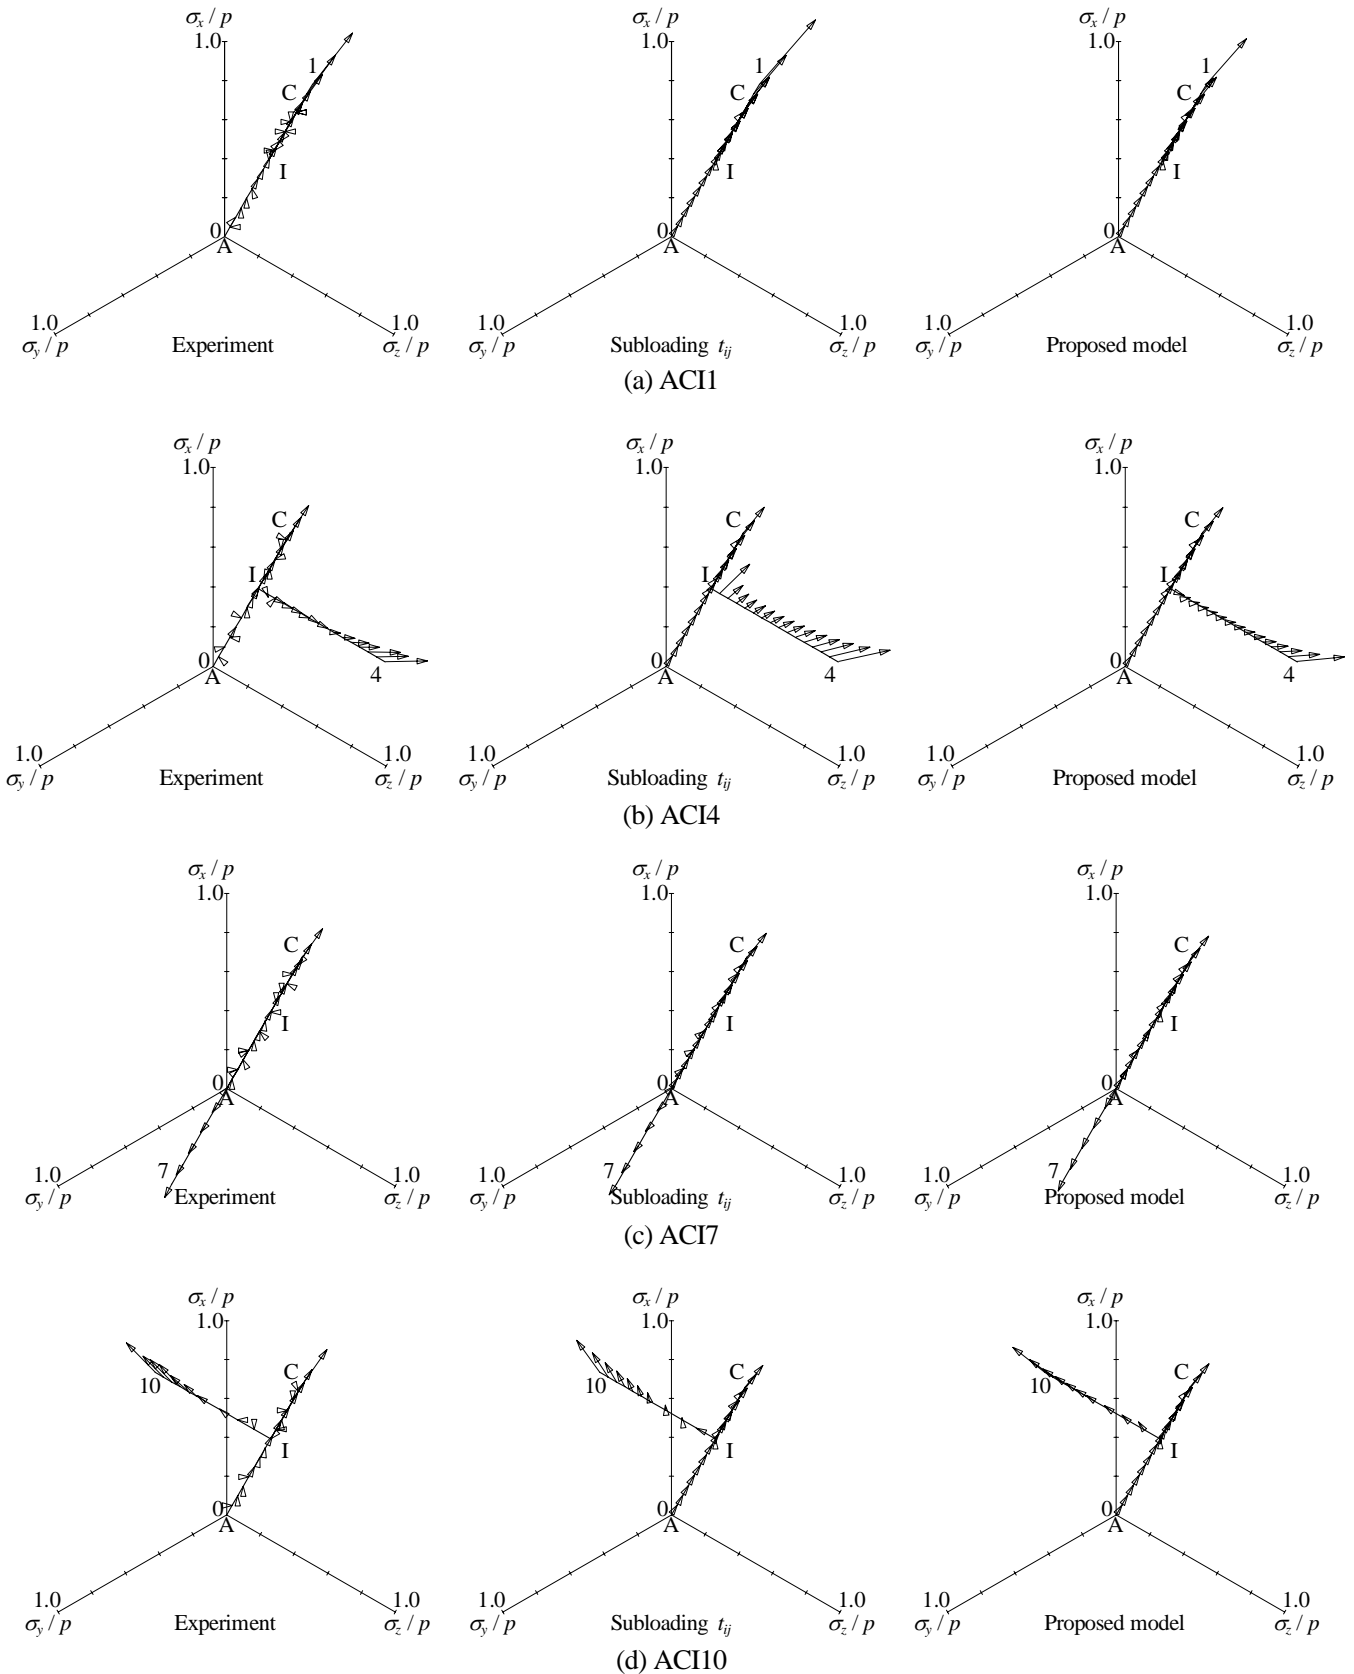 σx / p σx / p σx / p
1.0 1.0 1.0
1 1 1
C C C
I I I
0 0 0
A A A
1.0 1.0 1.0 1.0 1.0 1.0
σy / p Experiment σz / p σy / p Subloading tij σz / p σy / p Proposed model σz / p
(a) ACI1
σx / p σx / p σx / p
1.0 1.0 1.0
C C C
I I I
0 4 0 4 0 4
A A A
1.0 1.0 1.0 1.0 1.0 1.0
σy / p Experiment σz / p σy / p Subloading tij σz / p σy / p Proposed model σz / p
(b) ACI4
σx / p σx / p σx / p
1.0 1.0 1.0
C C C
I I I
0 0 0
A A A
1.0 7 1.0 1.0 7 1.0 1.0 7 1.0
σy / p Experiment σz / p σy / p Subloading tij σz / p σy / p Proposed model σz / p
(c) ACI7
σx / p σx / p σx / p
1.0 1.0 1.0
10 C 10 C 10 C
I I I
0 0 0
A A A
1.0 1.0 1.0 1.0 1.0 1.0
σy / p Experiment σz / p σy / p Subloading tij σz / p σy / p Proposed model σz / p
(d) ACI10